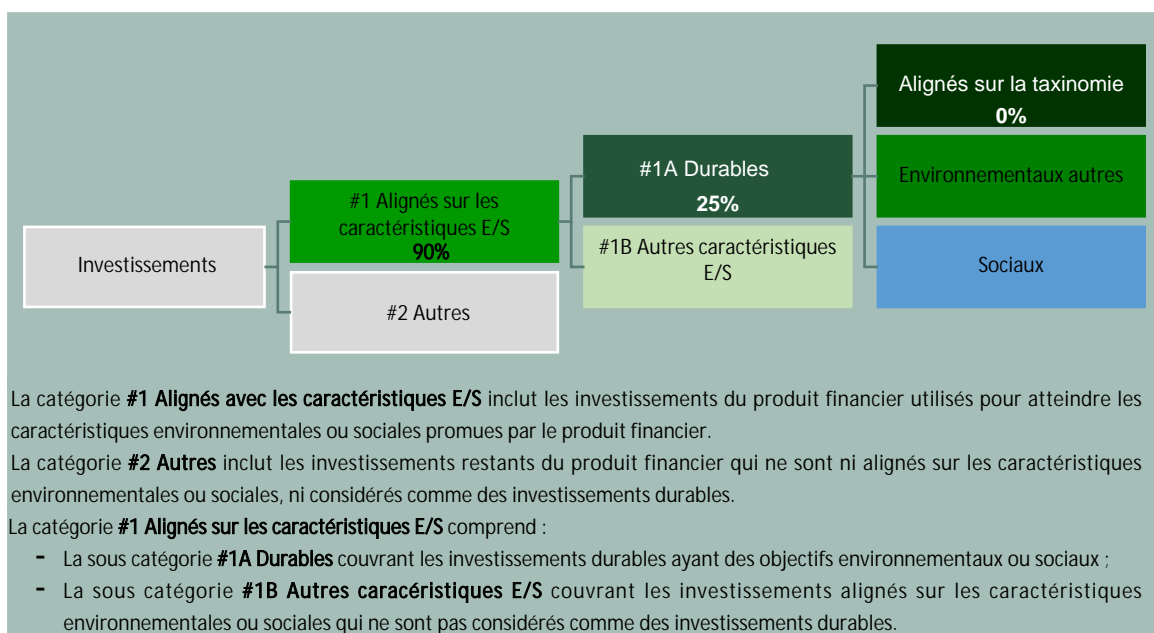 Alignés sur la taxinomie
0%
#1A Durables
25%
Environnementaux autres
#1 Alignés sur les
caractéristiques E/S
90%
Investissements
#1B Autres caractéristiques
E/S
Sociaux
#2 Autres
La catégorie #1 Alignés avec les caractéristiques E/S inclut les investissements du produit financier utilisés pour atteindre les
caractéristiques environnementales ou sociales promues par le produit financier.
La catégorie #2 Autres inclut les investissements restants du produit financier qui ne sont ni alignés sur les caractéristiques
environnementales ou sociales, ni considérés comme des investissements durables.
La catégorie #1 Alignés sur les caractéristiques E/S comprend :
- La sous catégorie #1A Durables couvrant les investissements durables ayant des objectifs environnementaux ou sociaux ;
- La sous catégorie #1B Autres caracéristiques E/S couvrant les investissements alignés sur les caractéristiques
environnementales ou sociales qui ne sont pas considérés comme des investissements durables.